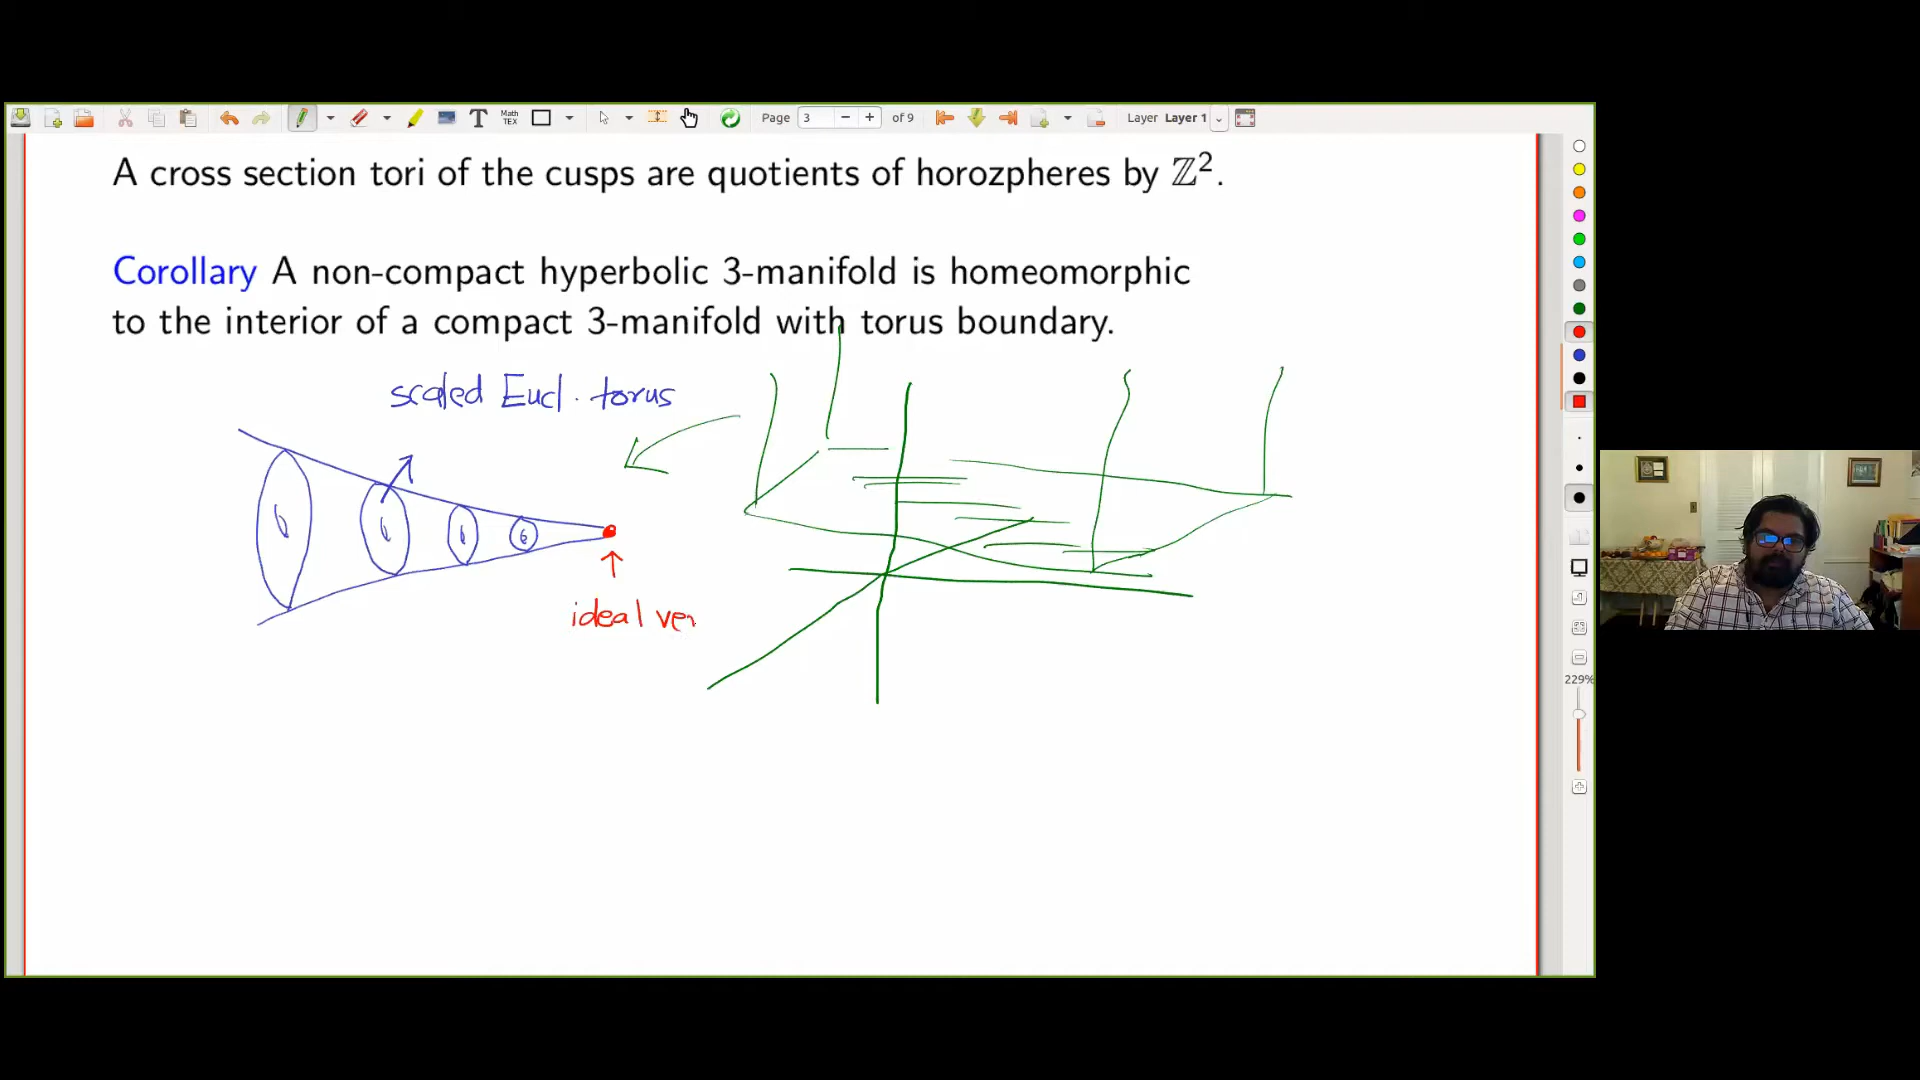 Page 3 of 9 Layer Layer 1
Math
TEX
A cross section tori of the cusps are quotients of horozpheres by ℤ².
Corollary A non-compact hyperbolic 3-manifold is homeomorphic
to the interior of a compact 3-manifold with torus boundary.
scaled Eucl. torus
ideal ver
229%